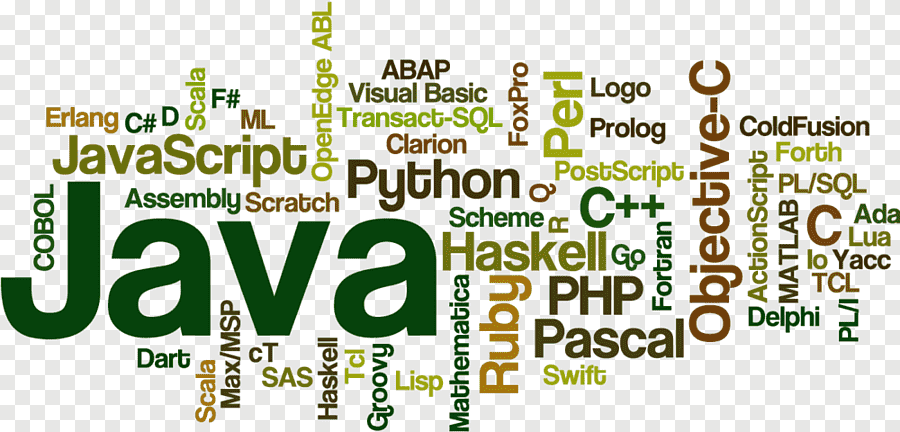 OpenEdge ABL
ABAP
Visual Basic
Transact-SQL
Clarion
FoxPro
Perl
Logo
Prolog
PostScript
Objective-C
ColdFusion
Forth
PL/SQL
ActionScript
MATLAB
C
Ada
Lua
Io
Yacc
TCL
PL/I
Delphi
Erlang
C#
D
Scala
F#
ML
JavaScript
Python
Q
Assembly
Scratch
COBOL
Java
Scheme
R
C++
Haskell
Go
Fortran
PHP
Pascal
Ruby
Mathematica
Swift
Dart
Scala
Max/MSP
cT
SAS
Haskell
Tcl
Groovy
Lisp